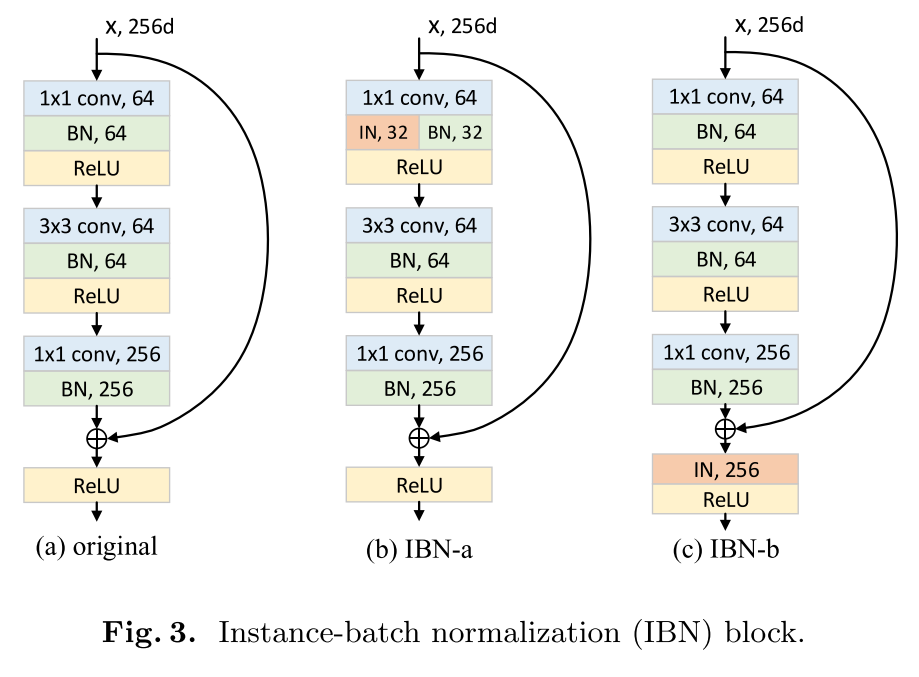 x, 256d
1x1 conv, 64
BN, 64
ReLU
3x3 conv, 64
BN, 64
ReLU
1x1 conv, 256
BN, 256
ReLU
(a) original
x, 256d
1x1 conv, 64
IN, 32 BN, 32
ReLU
3x3 conv, 64
BN, 64
ReLU
1x1 conv, 256
BN, 256
ReLU
(b) IBN-a
x, 256d
1x1 conv, 64
BN, 64
ReLU
3x3 conv, 64
BN, 64
ReLU
1x1 conv, 256
BN, 256
IN, 256
ReLU
(c) IBN-b
Fig. 3. Instance-batch normalization (IBN) block.